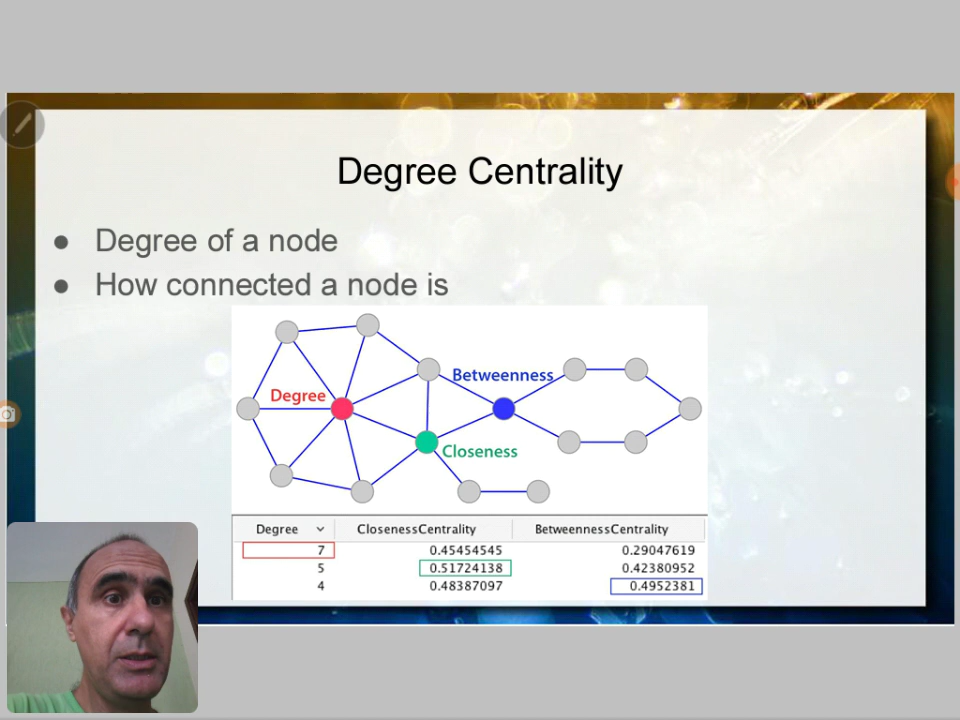 Degree Centrality
● Degree of a node
● How connected a node is
Betweenness
Degree
Closeness
Degree ClosenessCentrality BetweennessCentrality
7 0.45454545 0.29047619
5 0.51724138 0.42380952
4 0.48387097 0.4952381